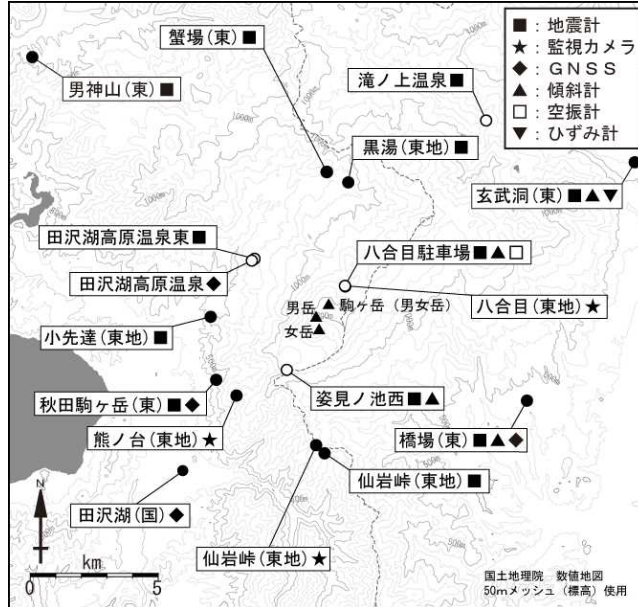 蟹場(東)■
男神山(東)■
滝ノ上温泉■
黒湯(東地)■
■：地震計
★：監視カメラ
◆：ＧＮＳＳ
▲：傾斜計
□：空振計
▼：ひずみ計
玄武洞(東)■▲▼
田沢湖高原温泉東■
田沢湖高原温泉◆
八合目駐車場■▲□
八合目(東地)★
男岳
駒ヶ岳（男女岳）
女岳
小先達(東地)■
秋田駒ヶ岳(東)■◆
姿見ノ池西■▲
熊ノ台(東地)★
橋場(東)■▲◆
仙岩峠(東地)■
田沢湖(国)◆
仙岩峠(東地)★
N
km
0 5
国土地理院　数値地図
50mメッシュ（標高）使用
1000m
1000m
1000m
500m
500m